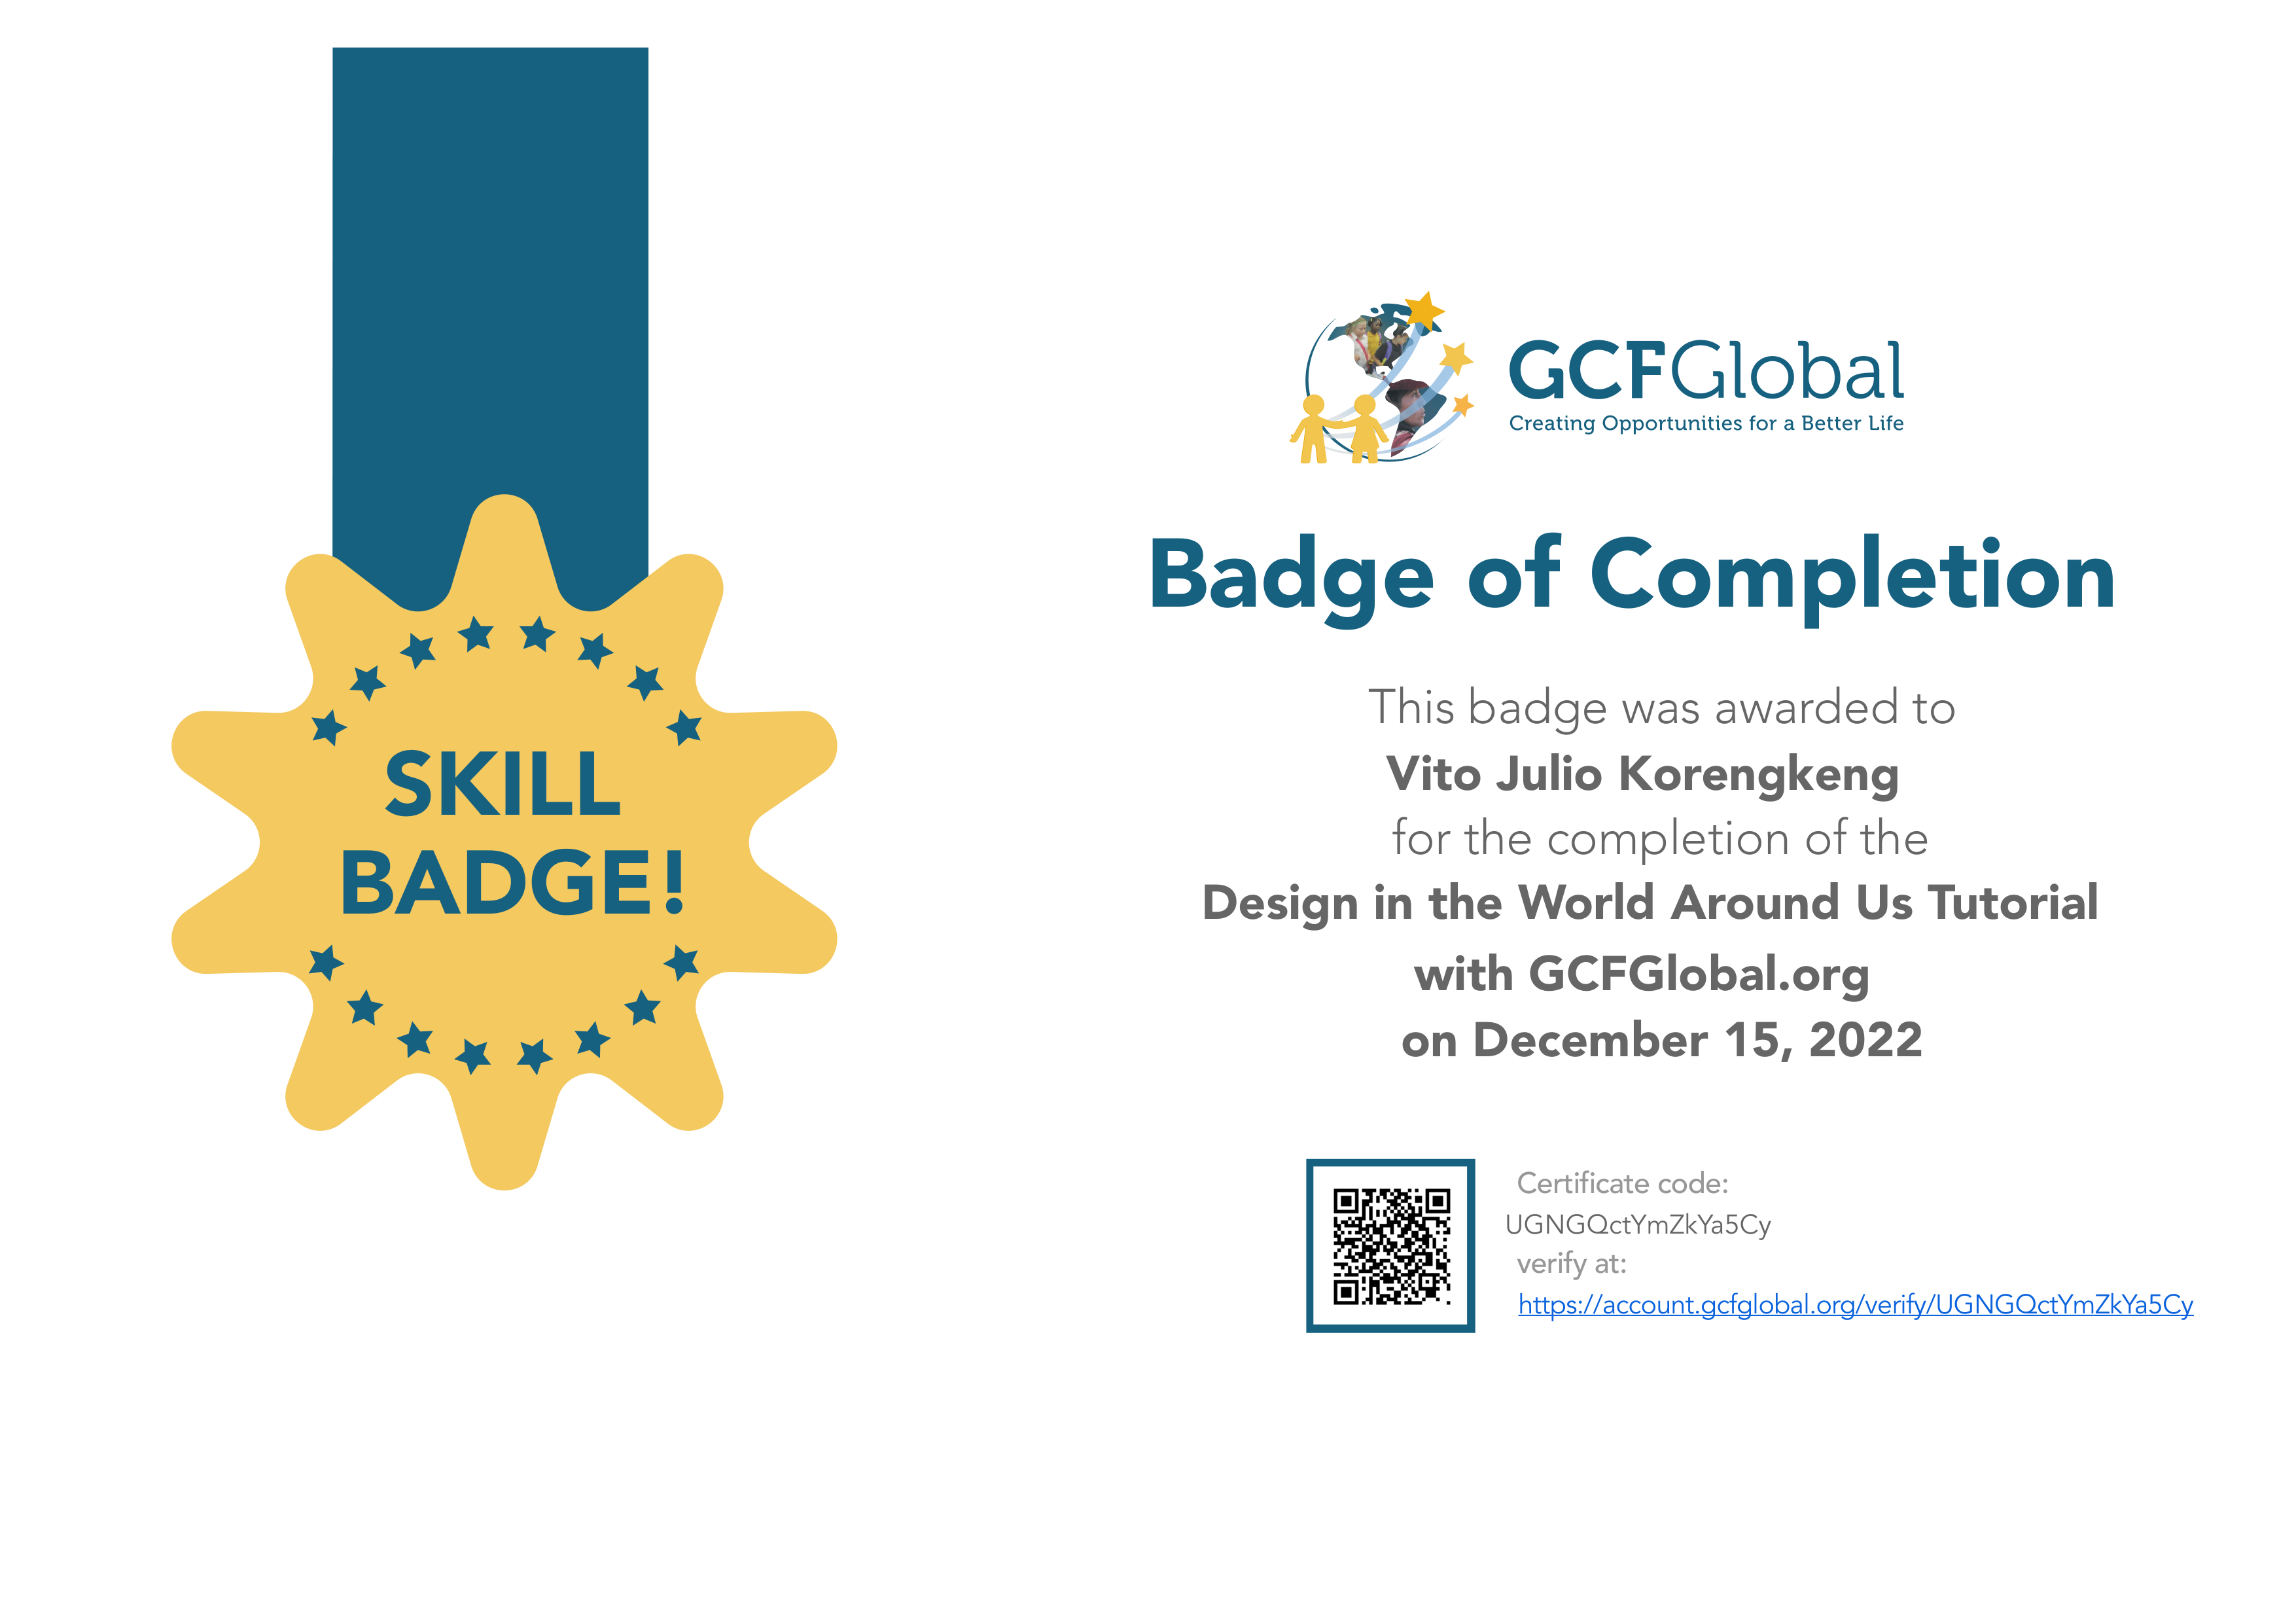 SKILL
BADGE!
GCFGlobal
Creating Opportunities for a Better Life
Badge of Completion
This badge was awarded to
Vito Julio Korengkeng
for the completion of the
Design in the World Around Us Tutorial
with GCFGlobal.org
on December 15, 2022
Certificate code:
UGNGQctYmZkYa5Cy
verify at:
https://account.gcfglobal.org/verify/UGNGQctYmZkYa5Cy